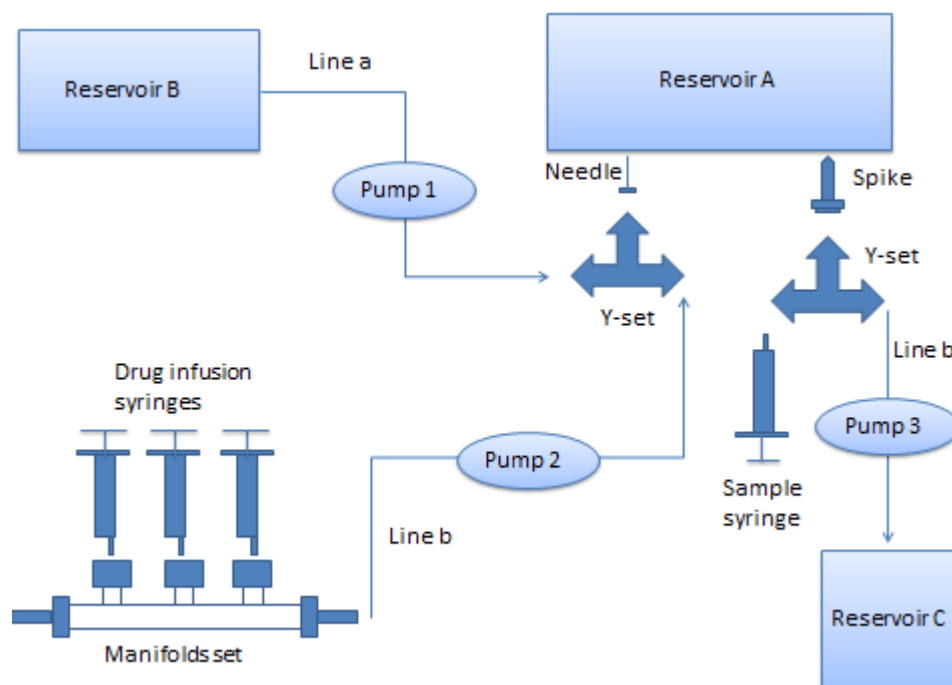 Reservoir B
Line a
Reservoir A
Needle
Spike
Pump 1
Y-set
Y-set
Line b
Drug infusion
syringes
Pump 2
Pump 3
Sample
syringe
Line b
Reservoir C
Manifolds set